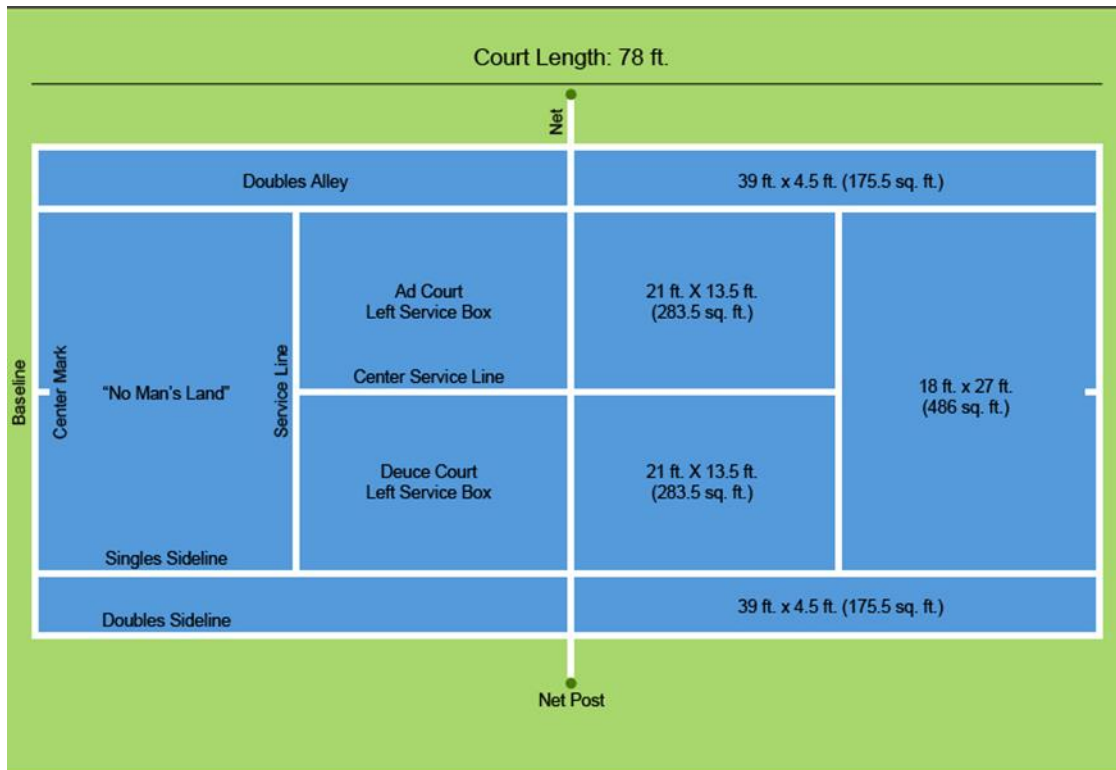 Court Length: 78 ft.
Net
Doubles Alley
39 ft. x 4.5 ft. (175.5 sq. ft.)
Ad Court
Left Service Box
21 ft. X 13.5 ft.
(283.5 sq. ft.)
Baseline
Center Mark
“No Man’s Land”
Service Line
Center Service Line
18 ft. x 27 ft.
(486 sq. ft.)
Deuce Court
Left Service Box
21 ft. X 13.5 ft.
(283.5 sq. ft.)
Singles Sideline
39 ft. x 4.5 ft. (175.5 sq. ft.)
Doubles Sideline
Net Post